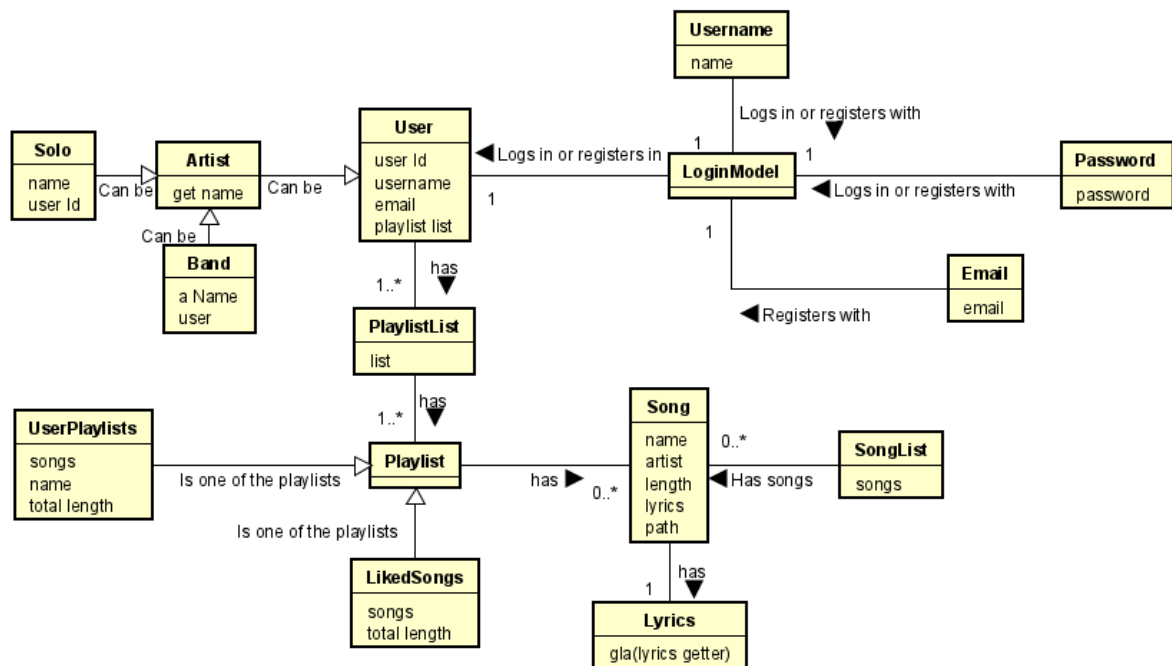 Username
name
Logs in or registers with
Solo
name
user Id
Can be
Artist
get name
Can be
Can be
Band
a Name
user
User
user Id
username
email
playlist list
Logs in or registers in
1
1
LoginModel
1
Logs in or registers with
Password
password
1
Registers with
Email
email
has
1..*
PlaylistList
list
has
1..*
UserPlaylists
songs
name
total length
Is one of the playlists
Playlist
has
0..*
Song
name
artist
length
lyrics
path
0..*
Has songs
SongList
songs
Is one of the playlists
LikedSongs
songs
total length
has
1
Lyrics
gla(lyrics getter)